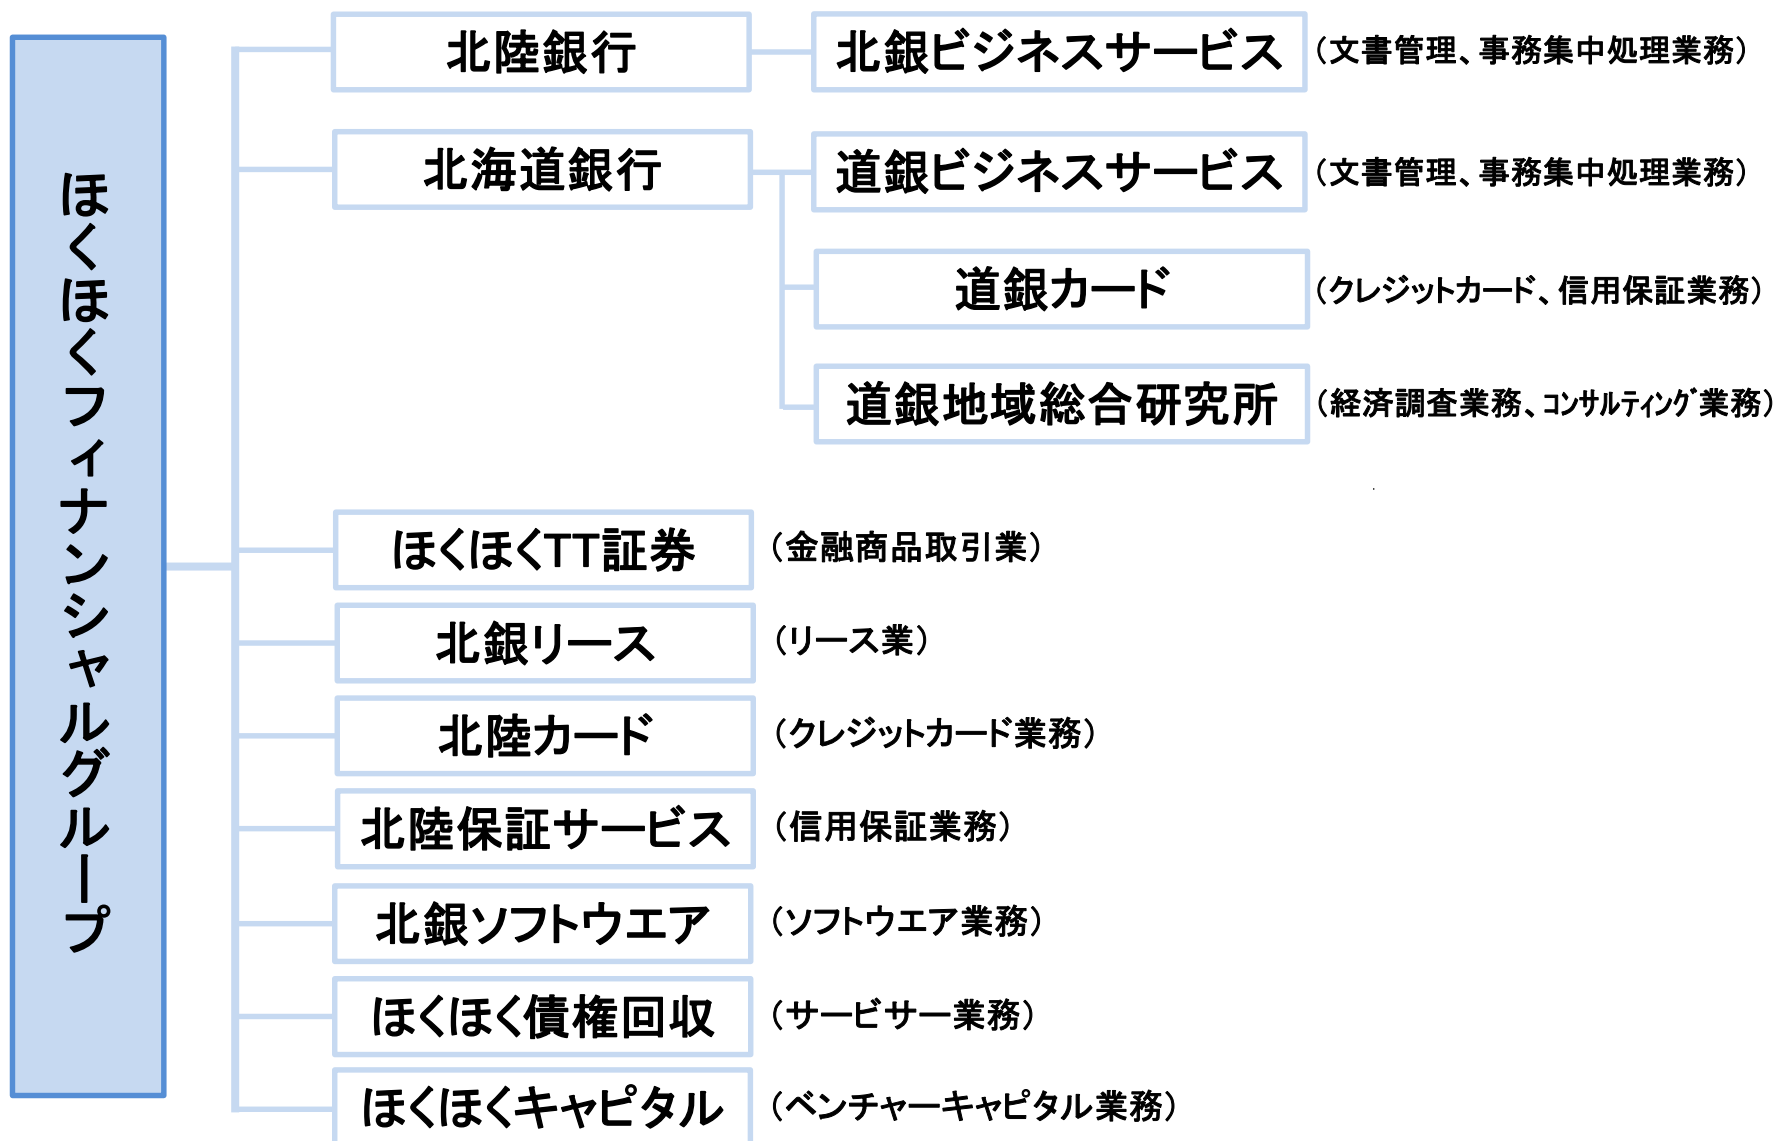 ほくほくフィナンシャルグループ
北陸銀行
北銀ビジネスサービス
（文書管理、事務集中処理業務）
北海道銀行
道銀ビジネスサービス
（文書管理、事務集中処理業務）
道銀カード
（クレジットカード、信用保証業務）
道銀地域総合研究所
（経済調査業務、コンサルティング業務）
ほくほくTT証券
（金融商品取引業）
北銀リース
（リース業）
北陸カード
（クレジットカード業務）
北陸保証サービス
（信用保証業務）
北銀ソフトウエア
（ソフトウエア業務）
ほくほく債権回収
（サービサー業務）
ほくほくキャピタル
（ベンチャーキャピタル業務）